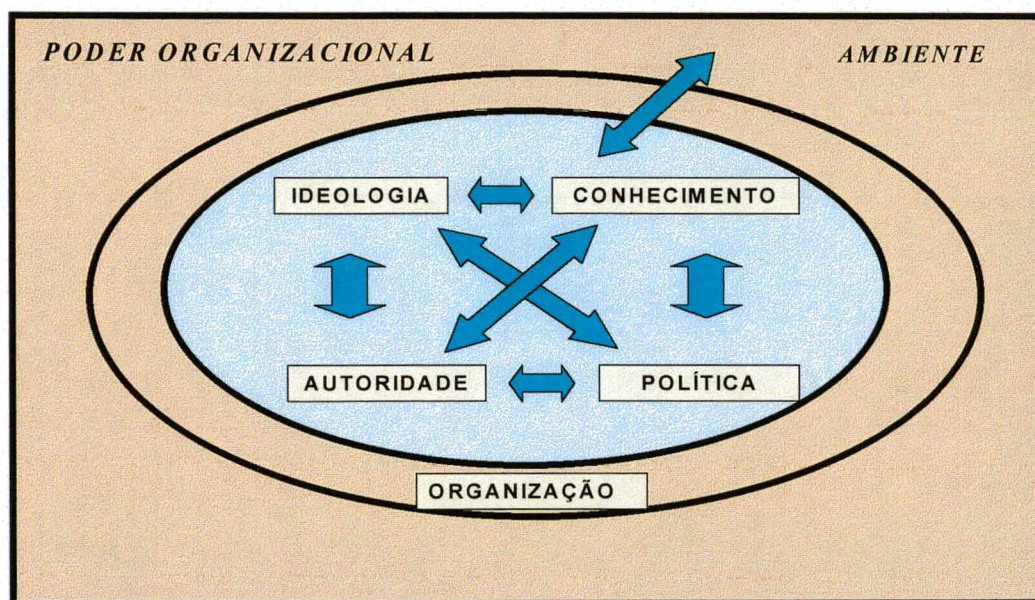 PODER ORGANIZACIONAL
AMBIENTE
IDEOLOGIA
CONHECIMENTO
AUTORIDADE
POLÍTICA
ORGANIZAÇÃO